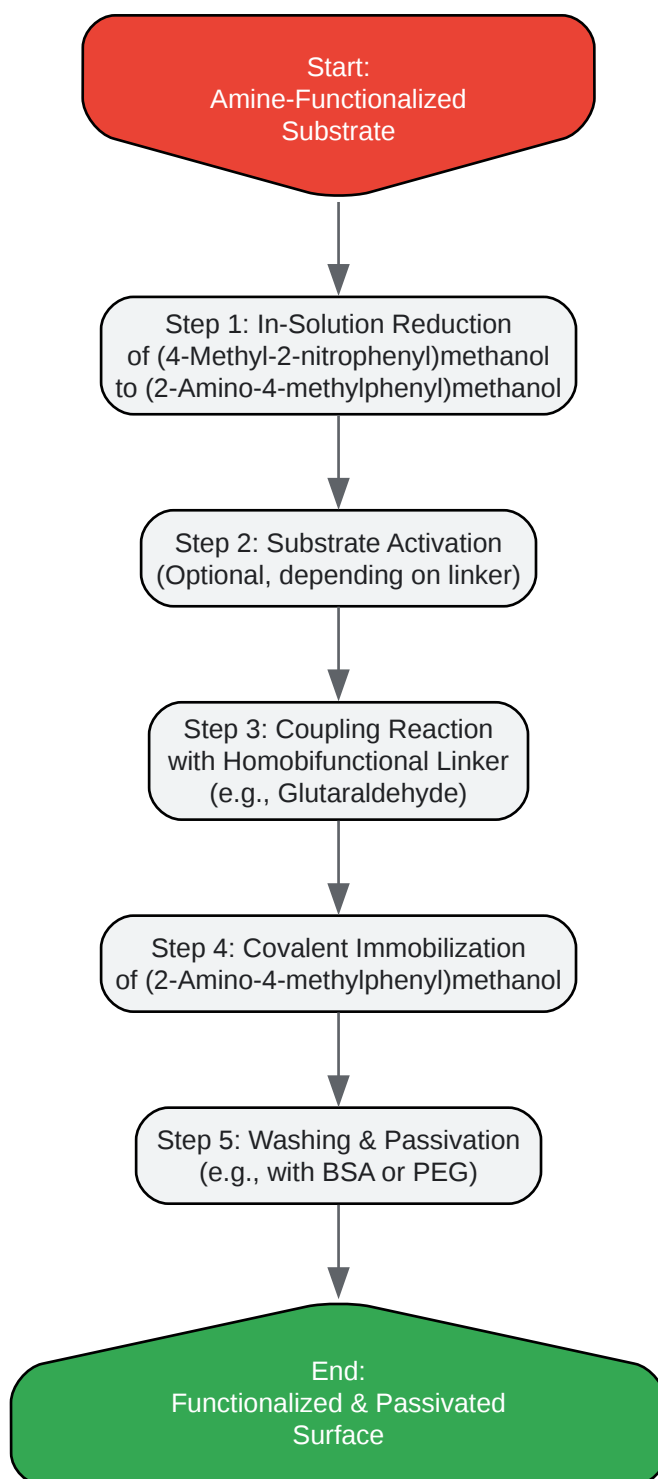 Start:
Amine-Functionalized
Substrate
Step 1: In-Solution Reduction
of (4-Methyl-2-nitrophenyl)methanol
to (2-Amino-4-methylphenyl)methanol
Step 2: Substrate Activation
(Optional, depending on linker)
Step 3: Coupling Reaction
with Homobifunctional Linker
(e.g., Glutaraldehyde)
Step 4: Covalent Immobilization
of (2-Amino-4-methylphenyl)methanol
Step 5: Washing & Passivation
(e.g., with BSA or PEG)
End:
Functionalized & Passivated
Surface